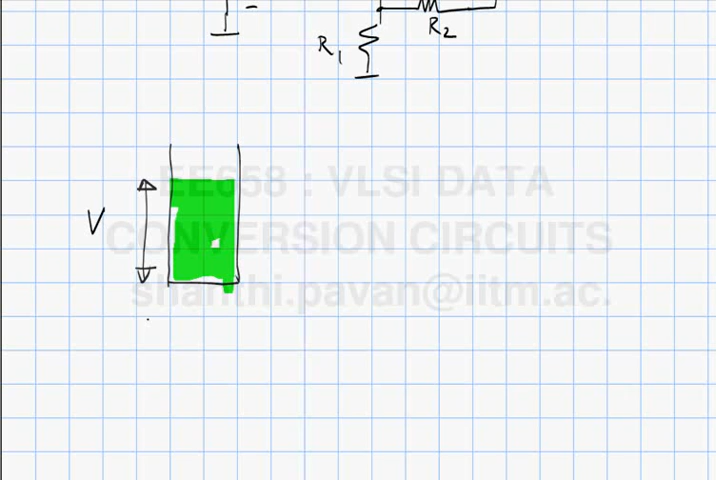 R2
R1
EE658 : VLSI DATA
V
CONVERSION CIRCUITS
shanthi.pavan@iitm.ac.